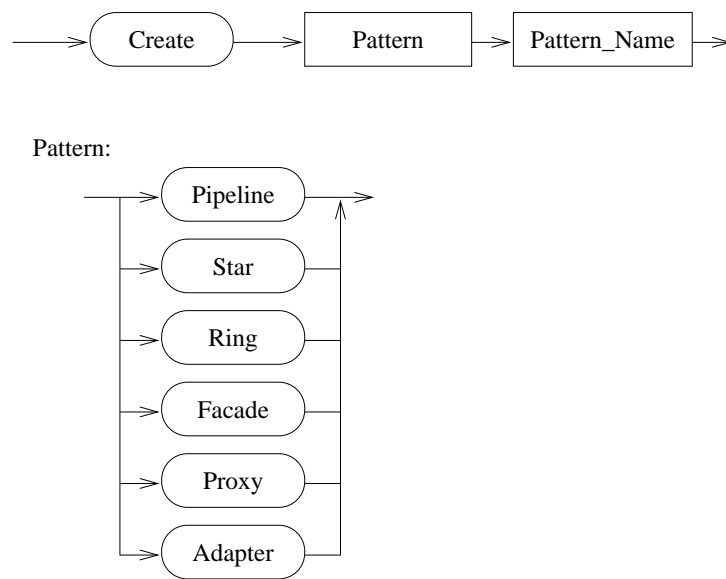 Create Pattern Pattern_Name
Pattern:
Pipeline
Star
Ring
Facade
Proxy
Adapter